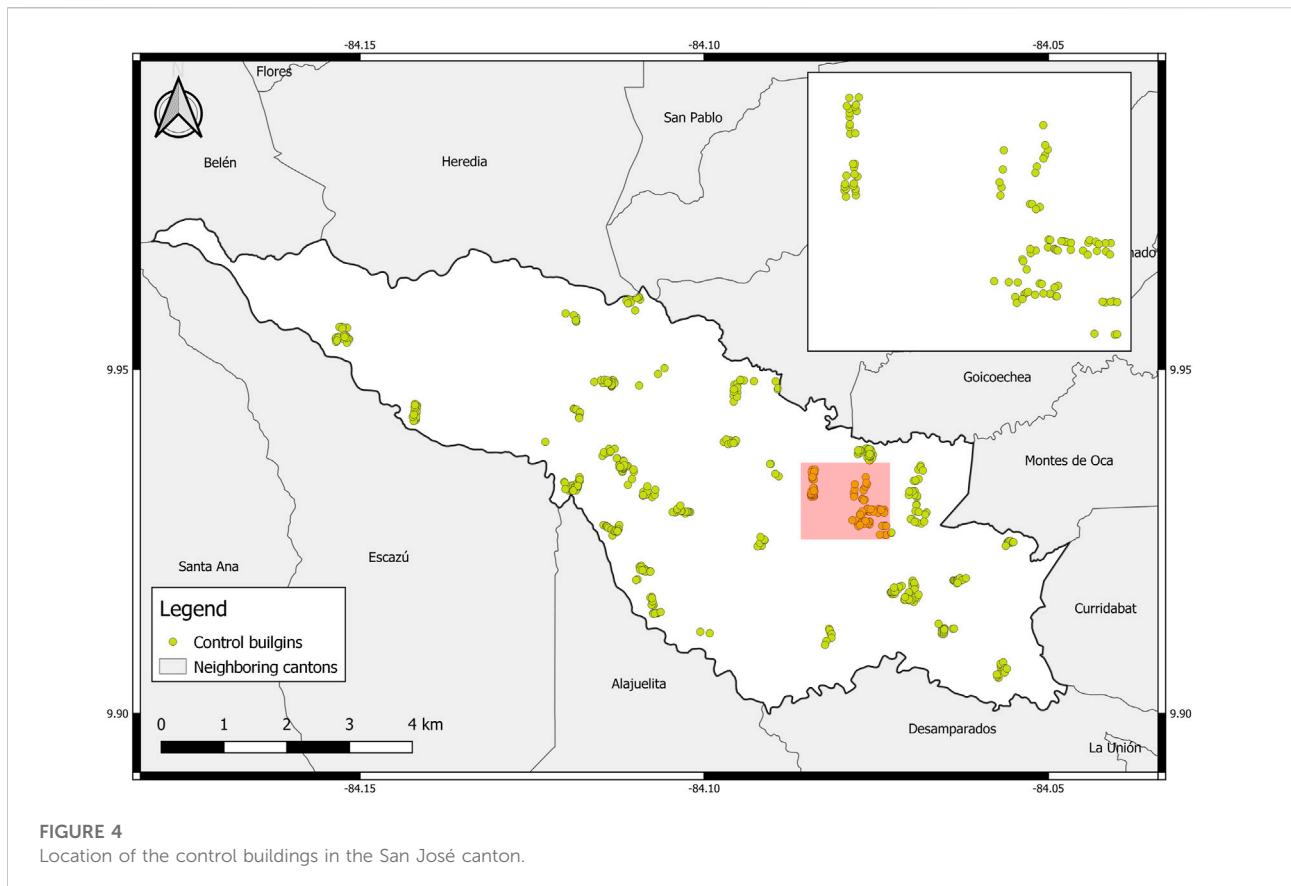 -84.15
-84.10
-84.05
N
Flores
San Pablo
Belén
Heredia
nado
9.95
9.95
Goicoechea
Montes de Oca
Santa Ana
Escazú
Legend
Control builgins
Neighboring cantons
Curridabat
Alajuelita
9.90
9.90
0 1 2 3 4 km
Desamparados
La Unión
-84.15
-84.10
-84.05
FIGURE 4
Location of the control buildings in the San José canton.